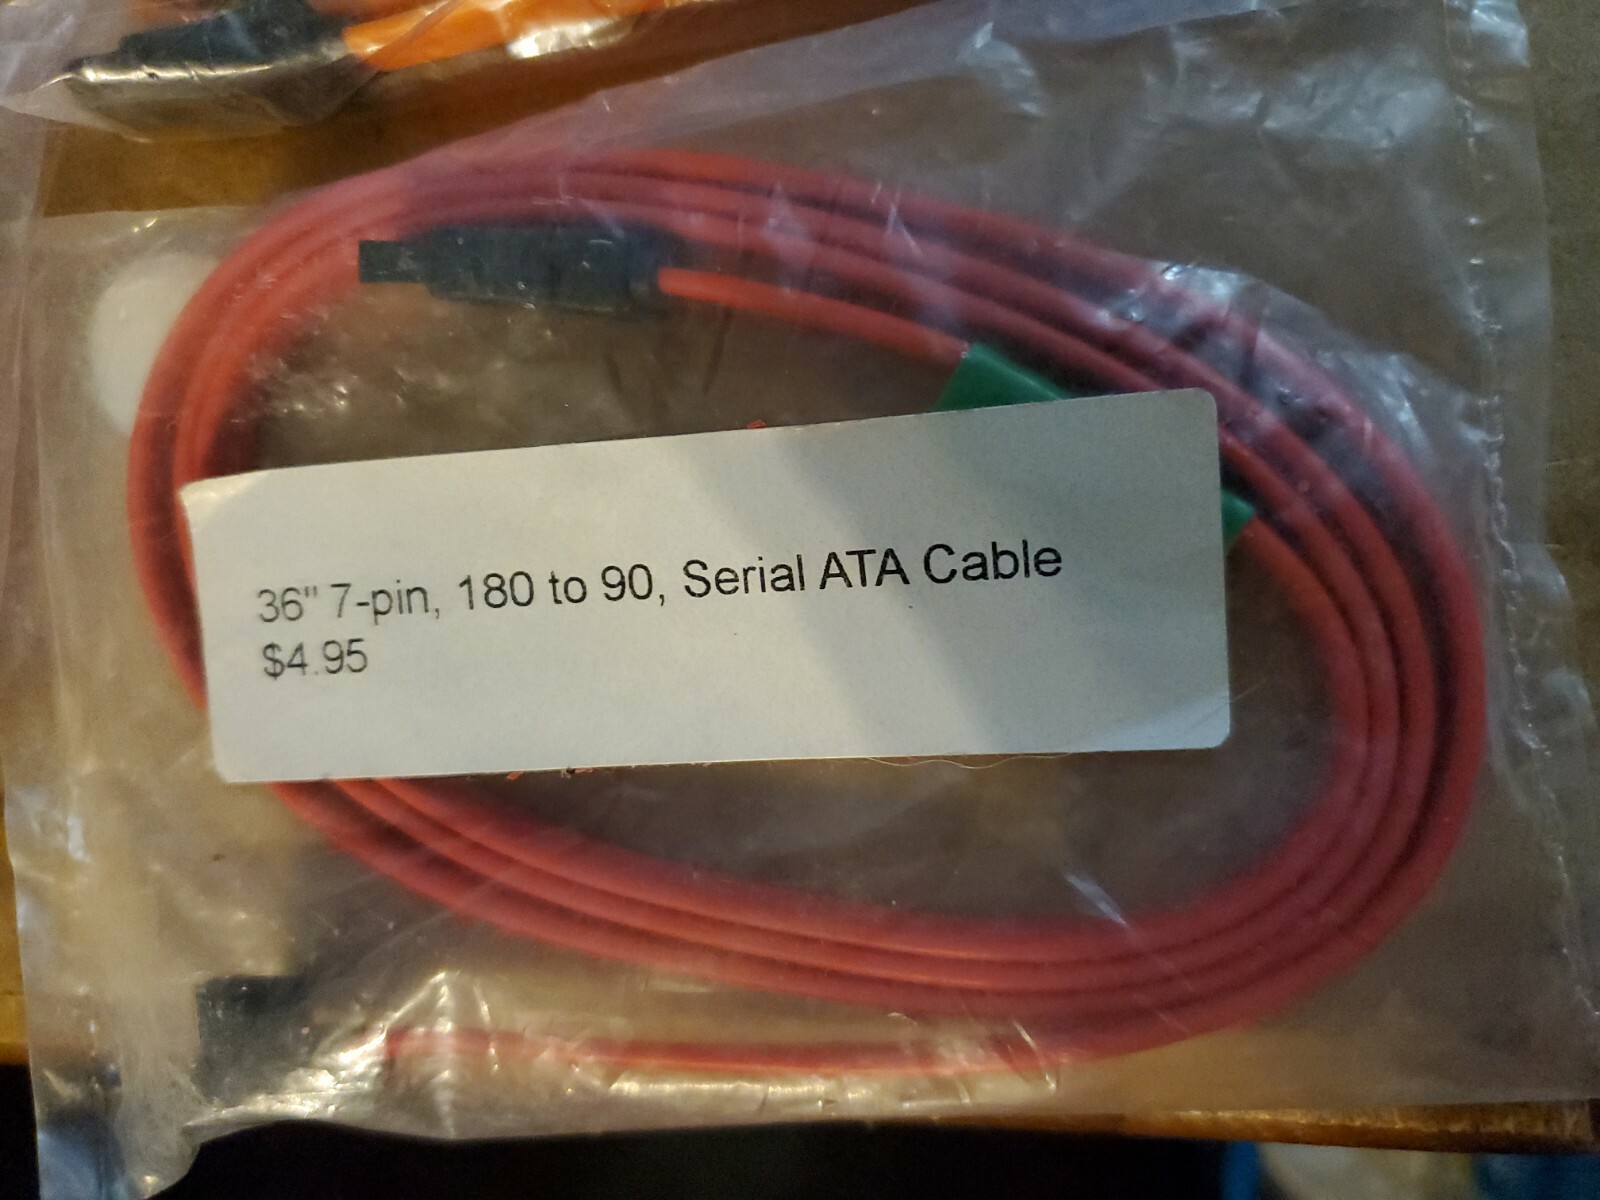 36" 7-pin, 180 to 90, Serial ATA Cable
$4.95